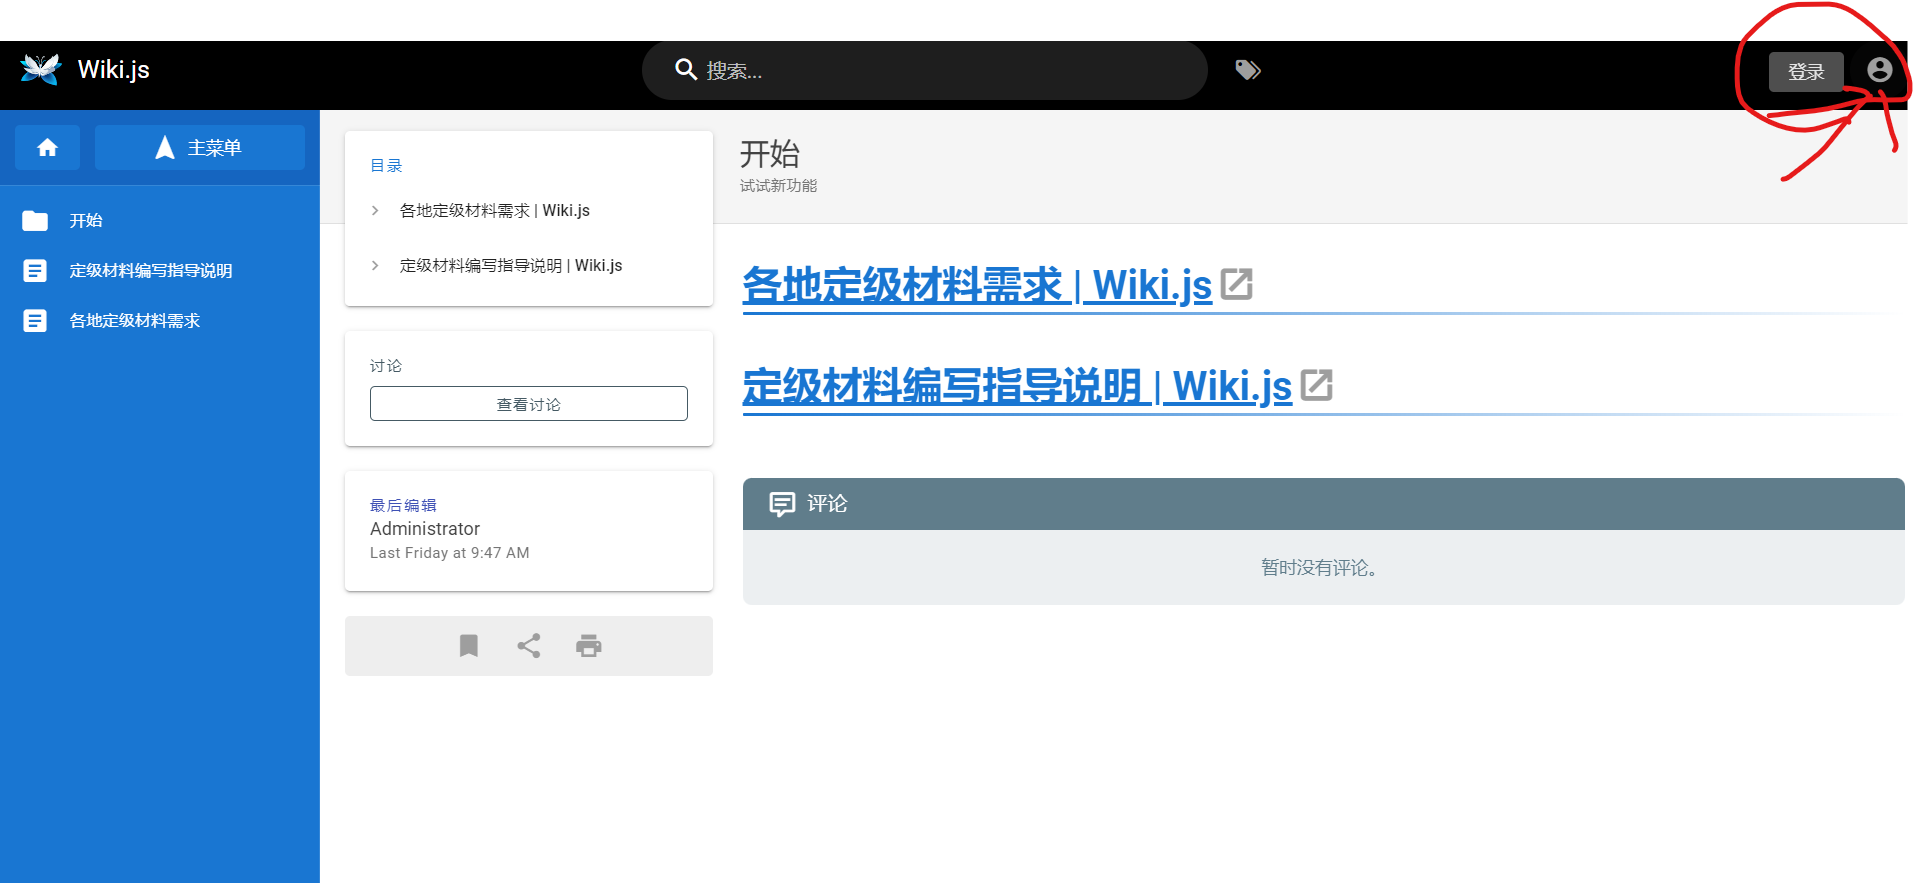 Wiki.js
搜索...
登录
主菜单
开始
定级材料编写指导说明
各地定级材料需求
目录
各地定级材料需求 | Wiki.js
定级材料编写指导说明 | Wiki.js
讨论
查看讨论
最后编辑
Administrator
Last Friday at 9:47 AM
开始
试试新功能
各地定级材料需求 | Wiki.js
定级材料编写指导说明 | Wiki.js
评论
暂时没有评论。